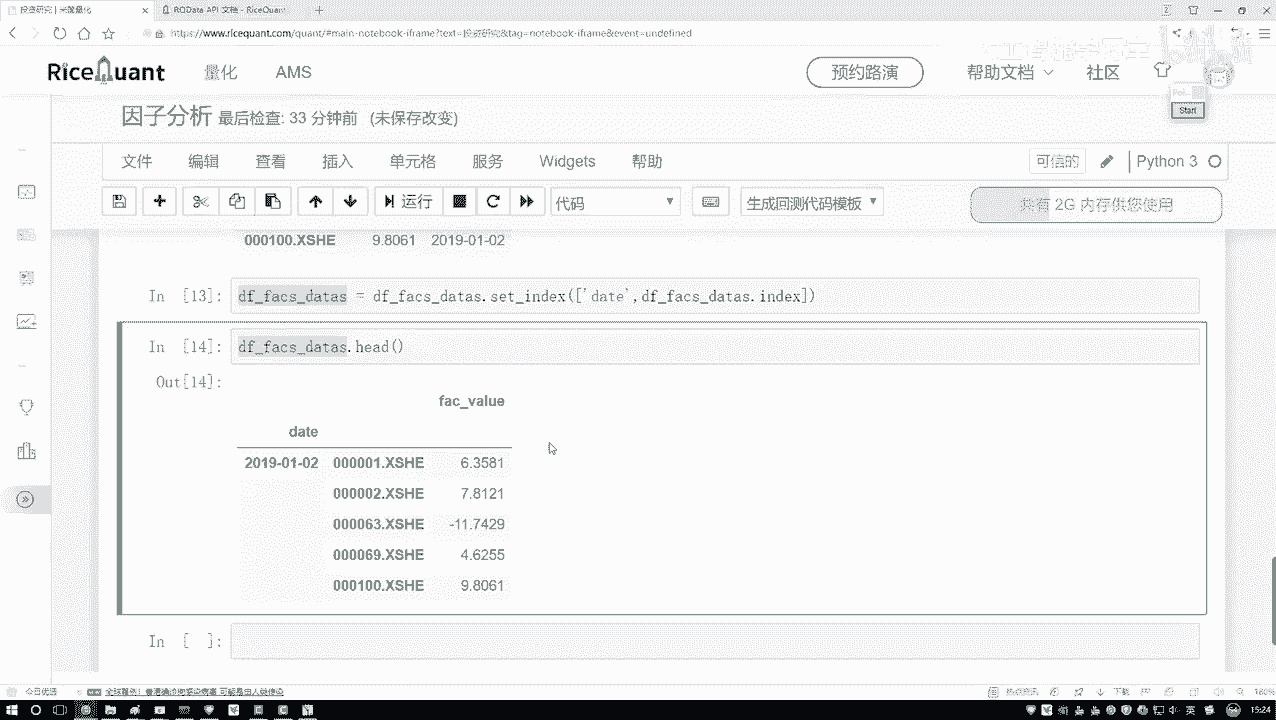 投资研究 | 米筐量化
RQData API 文档 - RiceQuant
https://www.ricequant.com/quant/#main-notebook-iframe?text=投资研究&tag=notebook-iframe&event=undefined
RiceQuant 量化 AMS 预约路演 帮助文档 社区
Start
因子分析 最后检查: 33 分钟前 (未保存改变)
文件 编辑 查看 插入 单元格 服务 Widgets 帮助 可信的 Python 3
运行 代码 生成回测代码模板 共有 2G 内存供您使用
000100.XSHE 9.8061 2019-01-02
In [13]: df_facs_datas = df_facs_datas.set_index(['date',df_facs_datas.index])
In [14]: df_facs_datas.head()
Out[14]:
fac_value
date
2019-01-02 000001.XSHE 6.3581
000002.XSHE 7.8121
000063.XSHE -11.7429
000069.XSHE 4.6255
000100.XSHE 9.8061
In [ ]:
今日优选
160%
15:24